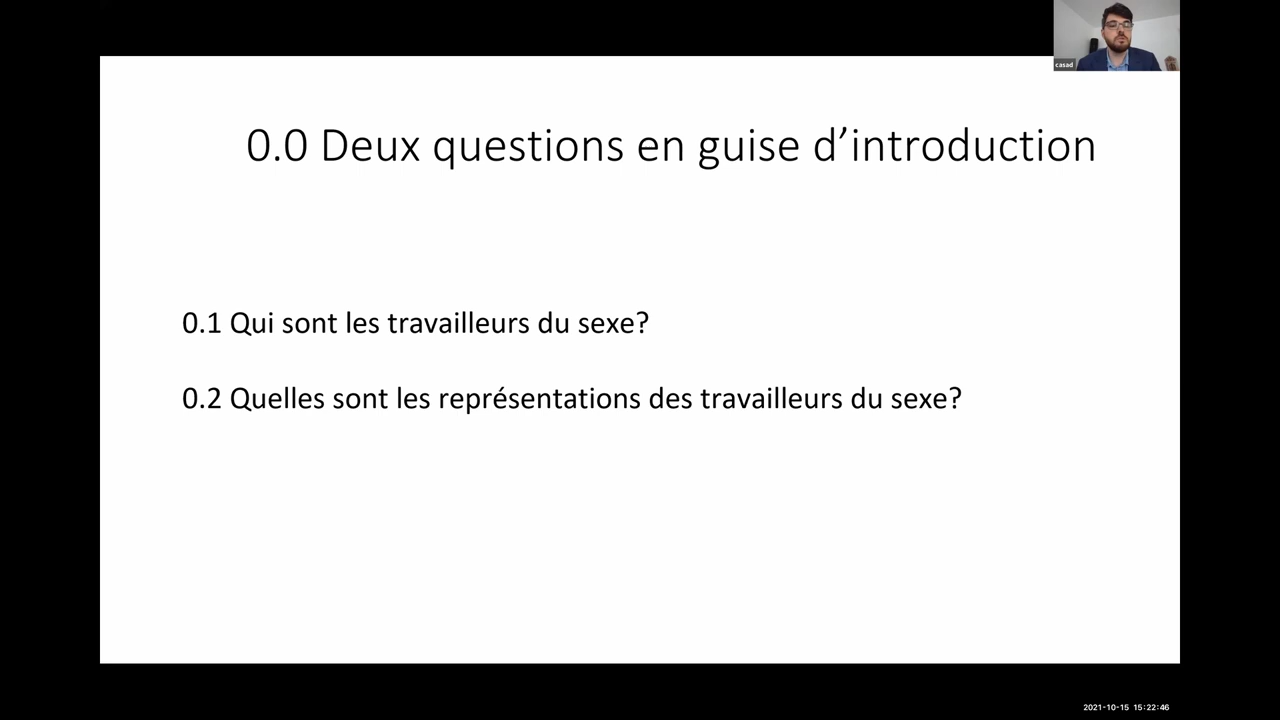 casad
0.0 Deux questions en guise d’introduction
0.1 Qui sont les travailleurs du sexe?
0.2 Quelles sont les représentations des travailleurs du sexe?
2021-10-15 15:22:46